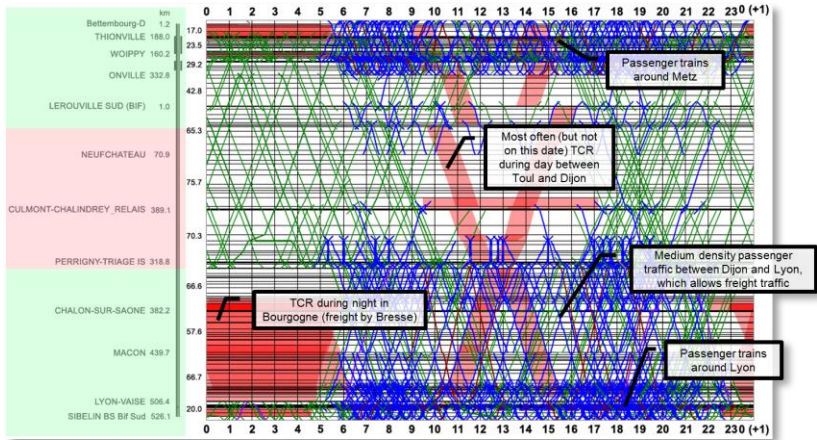 0 1 2 3 4 5 6 7 8 9 10 11 12 13 14 15 16 17 18 19 20 21 22 23 0 (+1)
km
Bettembourg-D 1.2
17.0
THIONVILLE 188.0
23.5
WOIPPY 160.2
29.2
ONVILLE 332.8
42.8
LEROUVILLE SUD (BIF) 1.0
65.3
NEUFCHATEAU 70.9
75.7
CULMONT-CHALINDREY_RELAIS 389.1
70.3
PERRIGNY-TRIAGE IS 318.8
66.6
CHALON-SUR-SAONE 382.2
57.6
MACON 439.7
66.7
LYON-VAISE 506.4
20.0
SIBELIN BS Bif Sud 526.1
Passenger trains
around Metz
Most often (but not
on this date) TCR
during day between
Toul and Dijon
Medium density passenger
traffic between Dijon and Lyon,
which allows freight traffic
TCR during night in
Bourgogne (freight by Bresse)
Passenger trains
around Lyon
0 1 2 3 4 5 6 7 8 9 10 11 12 13 14 15 16 17 18 19 20 21 22 23 0 (+1)